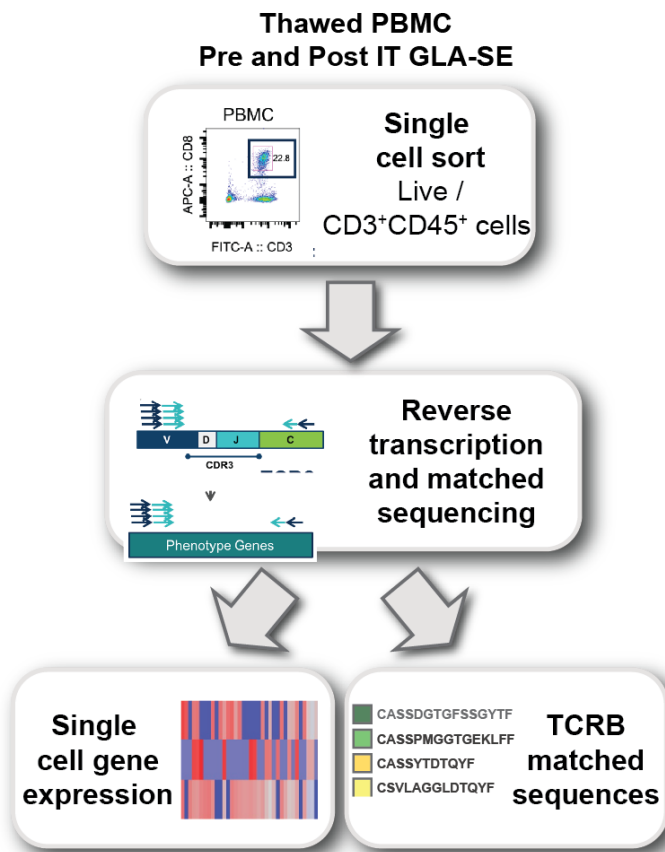 Thawed PBMC
Pre and Post IT GLA-SE
PBMC
APC-A :: CD8
22.8
FITC-A :: CD3
:
Single
cell sort
Live /
CD3⁺CD45⁺ cells
V
D
J
C
CDR3
Phenotype Genes
Reverse
transcription
and matched
sequencing
Single
cell gene
expression
CASSDGTGFSSGYTF
CASSPMGGTGEKLFF
CASSYTDTQYF
CSVLAGGLDTQYF
TCRB
matched
sequences